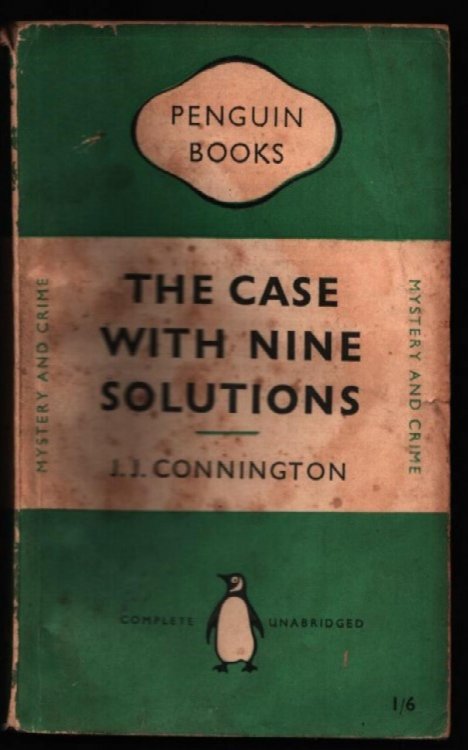 PENGUIN
BOOKS
THE CASE
WITH NINE
SOLUTIONS
J. J. CONNINGTON
MYSTERY AND CRIME
MYSTERY AND CRIME
COMPLETE UNABRIDGED
1/6